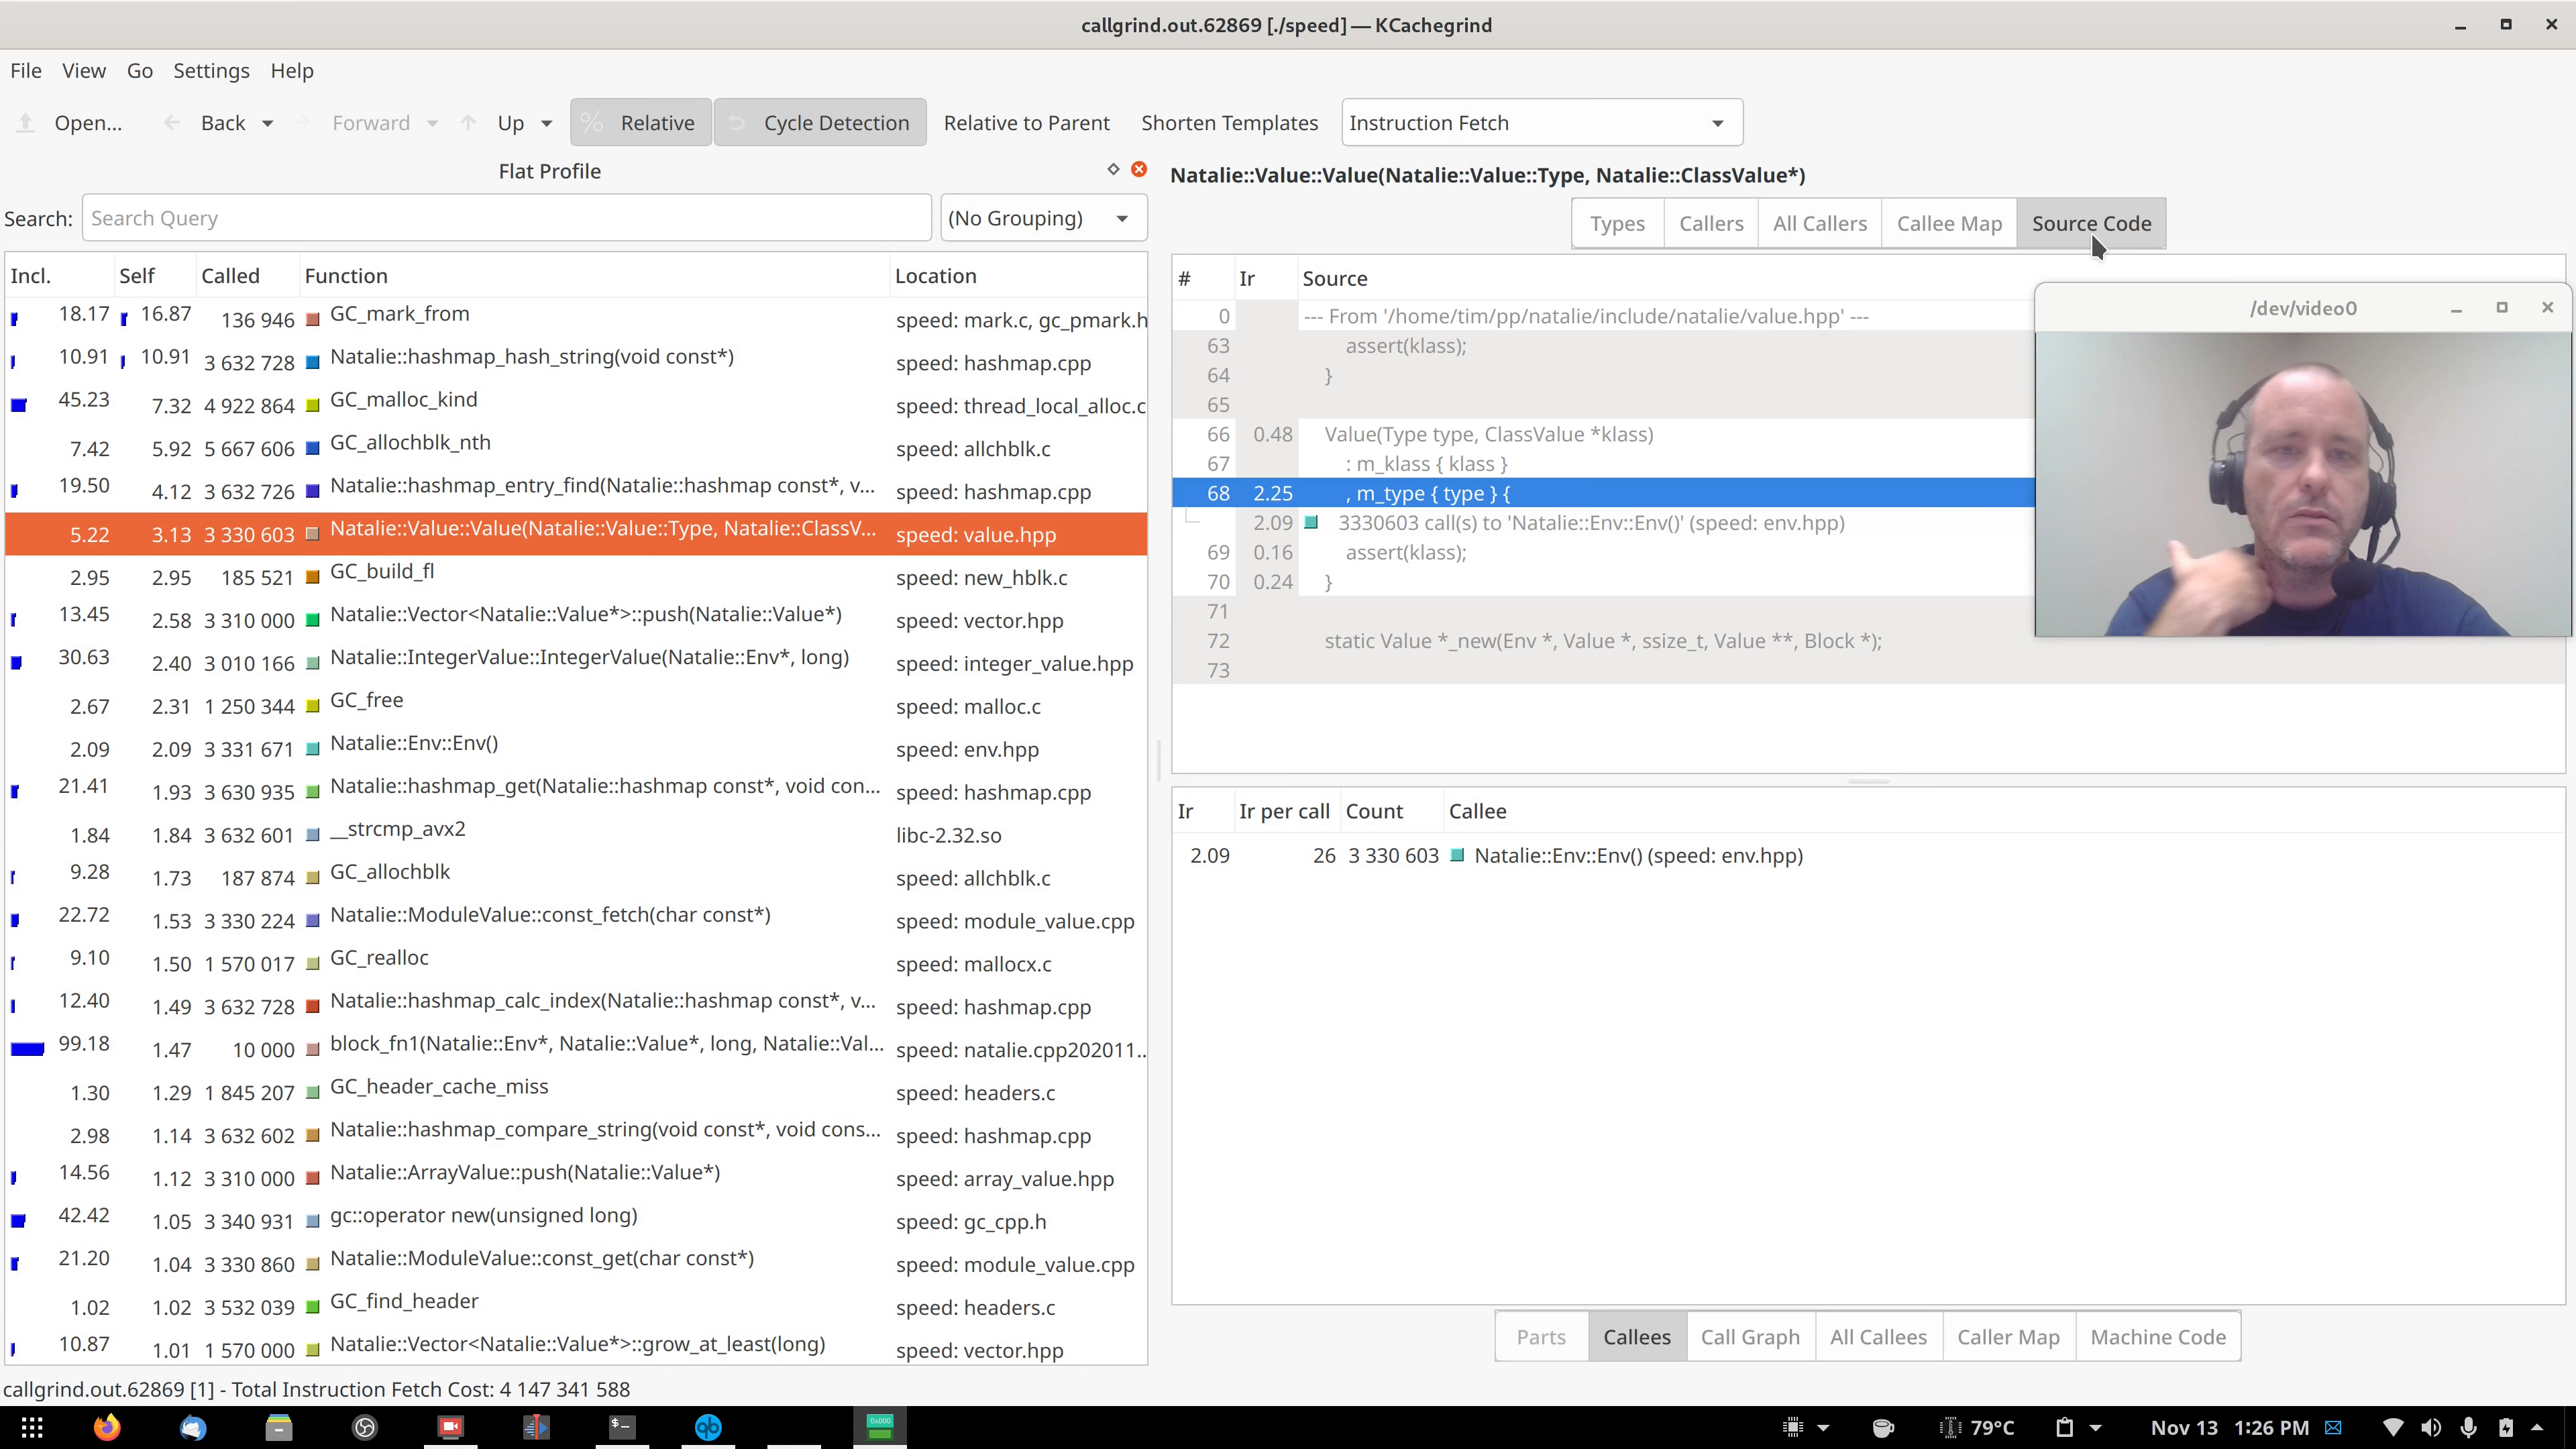 callgrind.out.62869 [./speed] — KCachegrind
File View Go Settings Help
Open... Back Forward Up Relative Cycle Detection Relative to Parent Shorten Templates Instruction Fetch
Flat Profile
Search: Search Query (No Grouping)
Incl. Self Called Function Location
18.17 16.87 136 946 GC_mark_from speed: mark.c, gc_pmark.h
10.91 10.91 3 632 728 Natalie::hashmap_hash_string(void const*) speed: hashmap.cpp
45.23 7.32 4 922 864 GC_malloc_kind speed: thread_local_alloc.c
7.42 5.92 5 667 606 GC_allochblk_nth speed: allchblk.c
19.50 4.12 3 632 726 Natalie::hashmap_entry_find(Natalie::hashmap const*, v... speed: hashmap.cpp
5.22 3.13 3 330 603 Natalie::Value::Value(Natalie::Value::Type, Natalie::ClassV... speed: value.hpp
2.95 2.95 185 521 GC_build_fl speed: new_hblk.c
13.45 2.58 3 310 000 Natalie::Vector<Natalie::Value*>::push(Natalie::Value*) speed: vector.hpp
30.63 2.40 3 010 166 Natalie::IntegerValue::IntegerValue(Natalie::Env*, long) speed: integer_value.hpp
2.67 2.31 1 250 344 GC_free speed: malloc.c
2.09 2.09 3 331 671 Natalie::Env::Env() speed: env.hpp
21.41 1.93 3 630 935 Natalie::hashmap_get(Natalie::hashmap const*, void con... speed: hashmap.cpp
1.84 1.84 3 632 601 __strcmp_avx2 libc-2.32.so
9.28 1.73 187 874 GC_allochblk speed: allchblk.c
22.72 1.53 3 330 224 Natalie::ModuleValue::const_fetch(char const*) speed: module_value.cpp
9.10 1.50 1 570 017 GC_realloc speed: mallocx.c
12.40 1.49 3 632 728 Natalie::hashmap_calc_index(Natalie::hashmap const*, v... speed: hashmap.cpp
99.18 1.47 10 000 block_fn1(Natalie::Env*, Natalie::Value*, long, Natalie::Val... speed: natalie.cpp202011..
1.30 1.29 1 845 207 GC_header_cache_miss speed: headers.c
2.98 1.14 3 632 602 Natalie::hashmap_compare_string(void const*, void cons... speed: hashmap.cpp
14.56 1.12 3 310 000 Natalie::ArrayValue::push(Natalie::Value*) speed: array_value.hpp
42.42 1.05 3 340 931 gc::operator new(unsigned long) speed: gc_cpp.h
21.20 1.04 3 330 860 Natalie::ModuleValue::const_get(char const*) speed: module_value.cpp
1.02 1.02 3 532 039 GC_find_header speed: headers.c
10.87 1.01 1 570 000 Natalie::Vector<Natalie::Value*>::grow_at_least(long) speed: vector.hpp
Natalie::Value::Value(Natalie::Value::Type, Natalie::ClassValue*)
Types Callers All Callers Callee Map Source Code
# Ir Source
0 --- From '/home/tim/pp/natalie/include/natalie/value.hpp' ---
63 assert(klass);
64 }
65
66 0.48 Value(Type type, ClassValue *klass)
67 : m_klass { klass }
68 2.25 , m_type { type } {
2.09 3330603 call(s) to 'Natalie::Env::Env()' (speed: env.hpp)
69 0.16 assert(klass);
70 0.24 }
71
72 static Value *_new(Env *, Value *, ssize_t, Value **, Block *);
73
/dev/video0
Ir Ir per call Count Callee
2.09 26 3 330 603 Natalie::Env::Env() (speed: env.hpp)
Parts Callees Call Graph All Callees Caller Map Machine Code
callgrind.out.62869 [1] - Total Instruction Fetch Cost: 4 147 341 588
$– 0x000 79°C Nov 13 1:26 PM